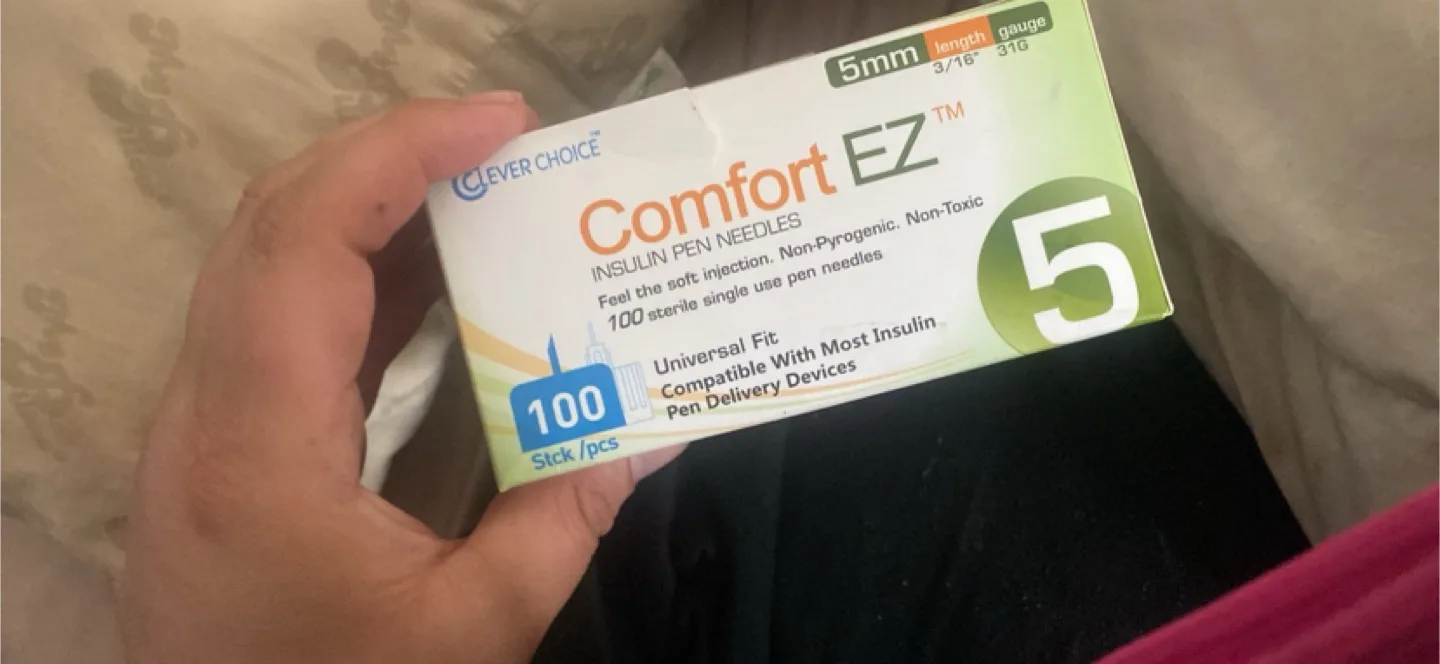 5mm length gauge
3/16" 31G
CLEVER CHOICE™
Comfort EZ™
INSULIN PEN NEEDLES
Feel the soft injection. Non-Pyogenic. Non-Toxic
100 sterile single use pen needles
5
Universal Fit
Compatible With Most Insulin
Pen Delivery Devices
100
Stck/pcs